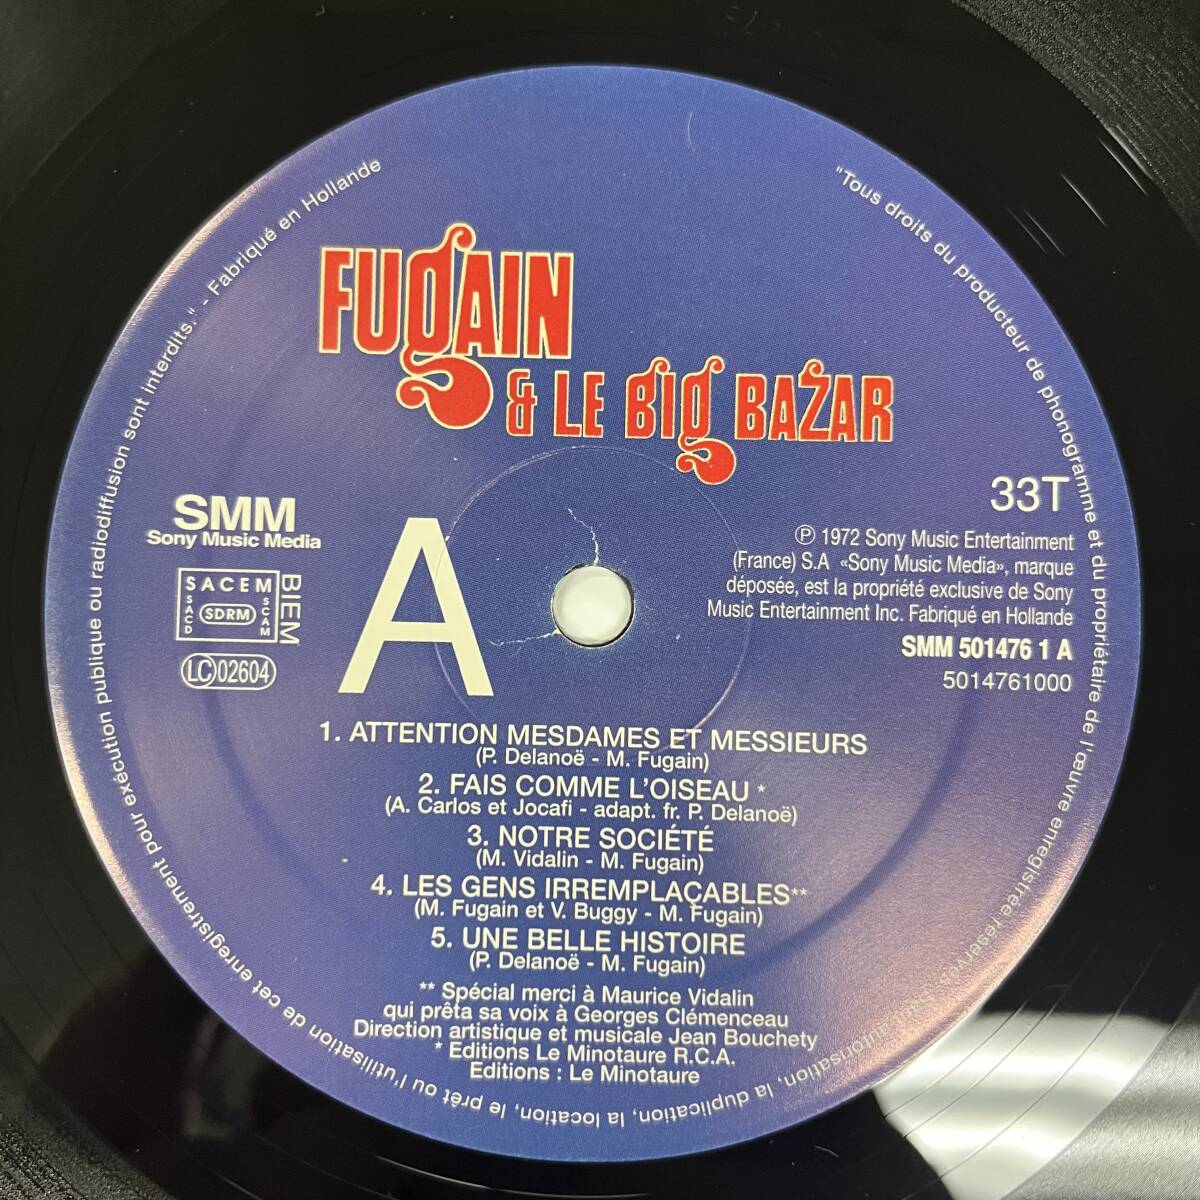 FUgAIN
& LE BIg BAZAR
33T
SMM
Sony Music Media
SACEM
SACD
SDRM
SCAM
BIEM
LC 02604
A
℗ 1972 Sony Music Entertainment
(France) S.A «Sony Music Media», marque
déposée, est la propriété exclusive de Sony
Music Entertainment Inc. Fabriqué en Hollande
SMM 501476 1 A
5014761000
1. ATTENTION MESDAMES ET MESSIEURS
(P. Delanoë - M. Fugain)
2. FAIS COMME L'OISEAU *
(A. Carlos et Jocafi - adapt. fr. P. Delanoë)
3. NOTRE SOCIÉTÉ
(M. Vidalin - M. Fugain)
4. LES GENS IRREMPLAÇABLES**
(M. Fugain et V. Buggy - M. Fugain)
5. UNE BELLE HISTOIRE
(P. Delanoë - M. Fugain)
** Spécial merci à Maurice Vidalin
qui prêta sa voix à Georges Clémenceau
Direction artistique et musicale Jean Bouchety
* Editions Le Minotaure R.C.A.
Editions : Le Minotaure
"Tous droits du producteur de phonogramme et du propriétaire de l'œuvre enregistrée réservés. la duplication, la location, le prêt ou l'utilisation de cet enregistrement pour exécution publique ou radiodiffusion sont interdits." - Fabriqué en Hollande